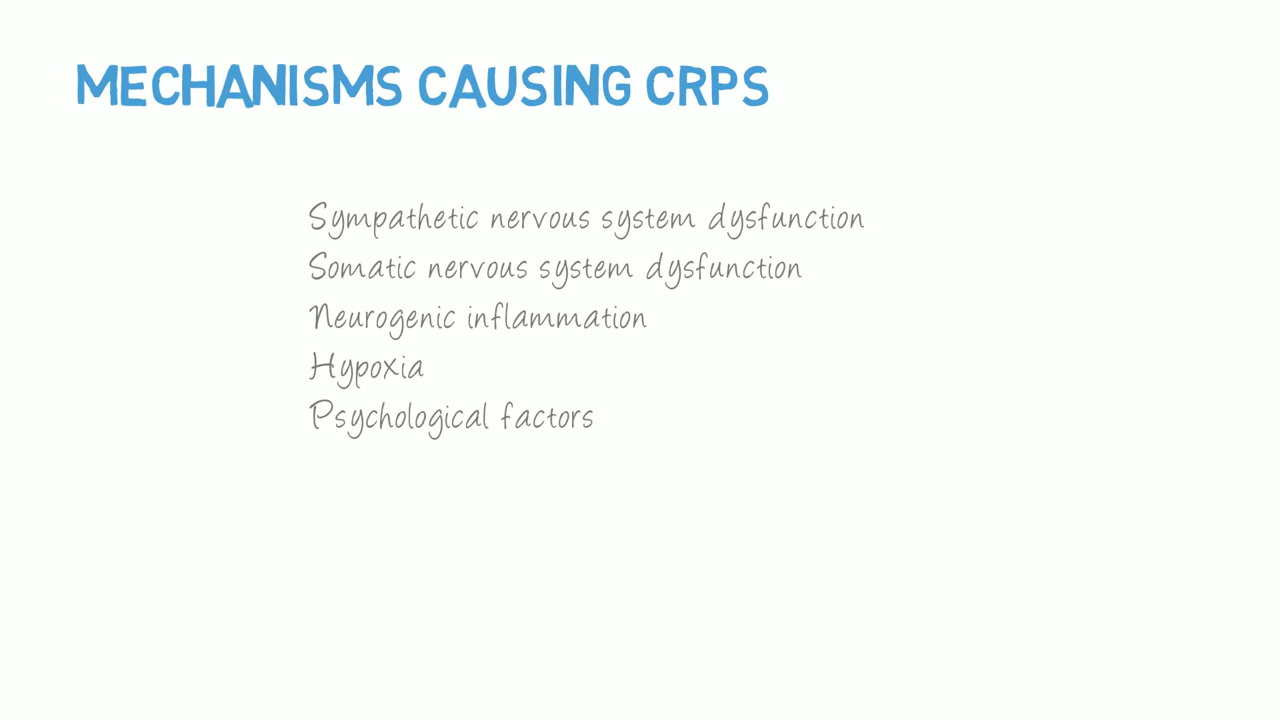 MECHANISMS CAUSING CRPS
Sympathetic nervous system dysfunction
Somatic nervous system dysfunction
Neurogenic inflammation
Hypoxia
Psychological factors